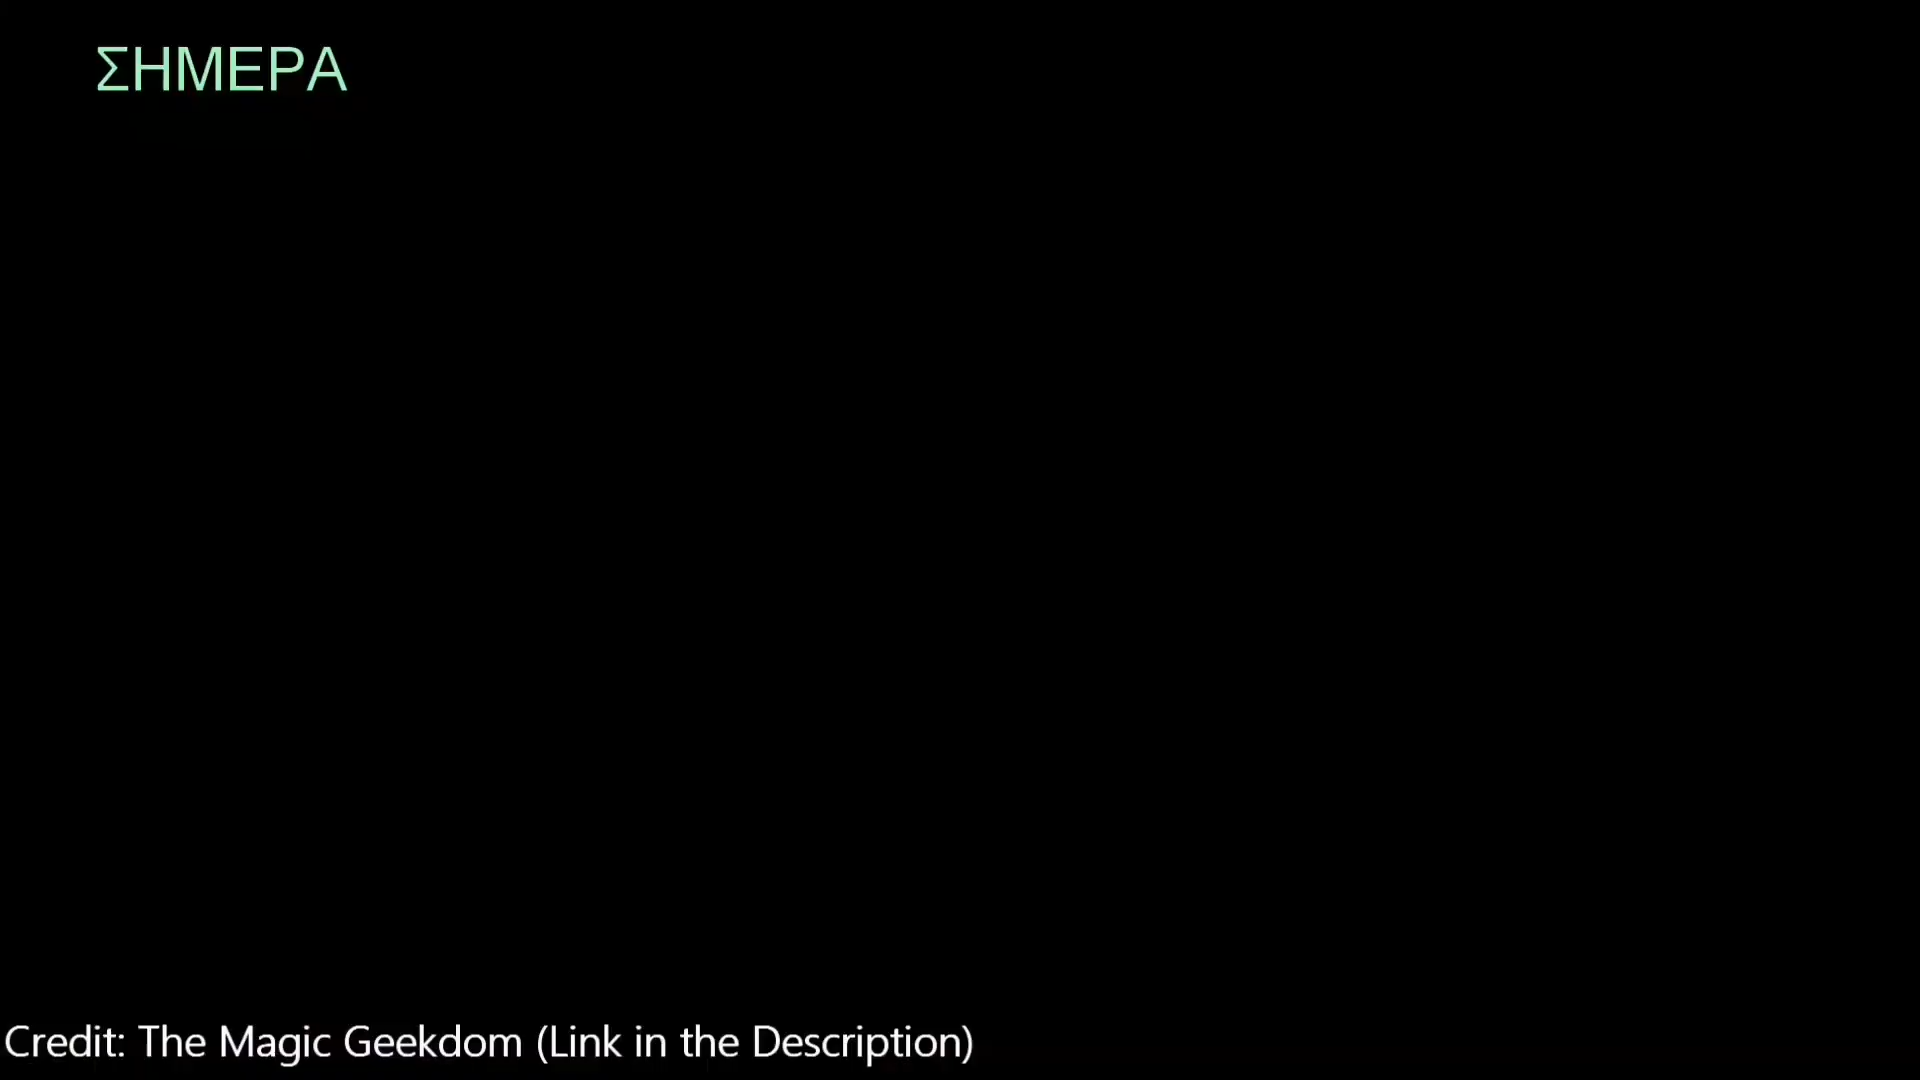 ΣΗΜΕΡΑ
Credit: The Magic Geekdom (Link in the Description)